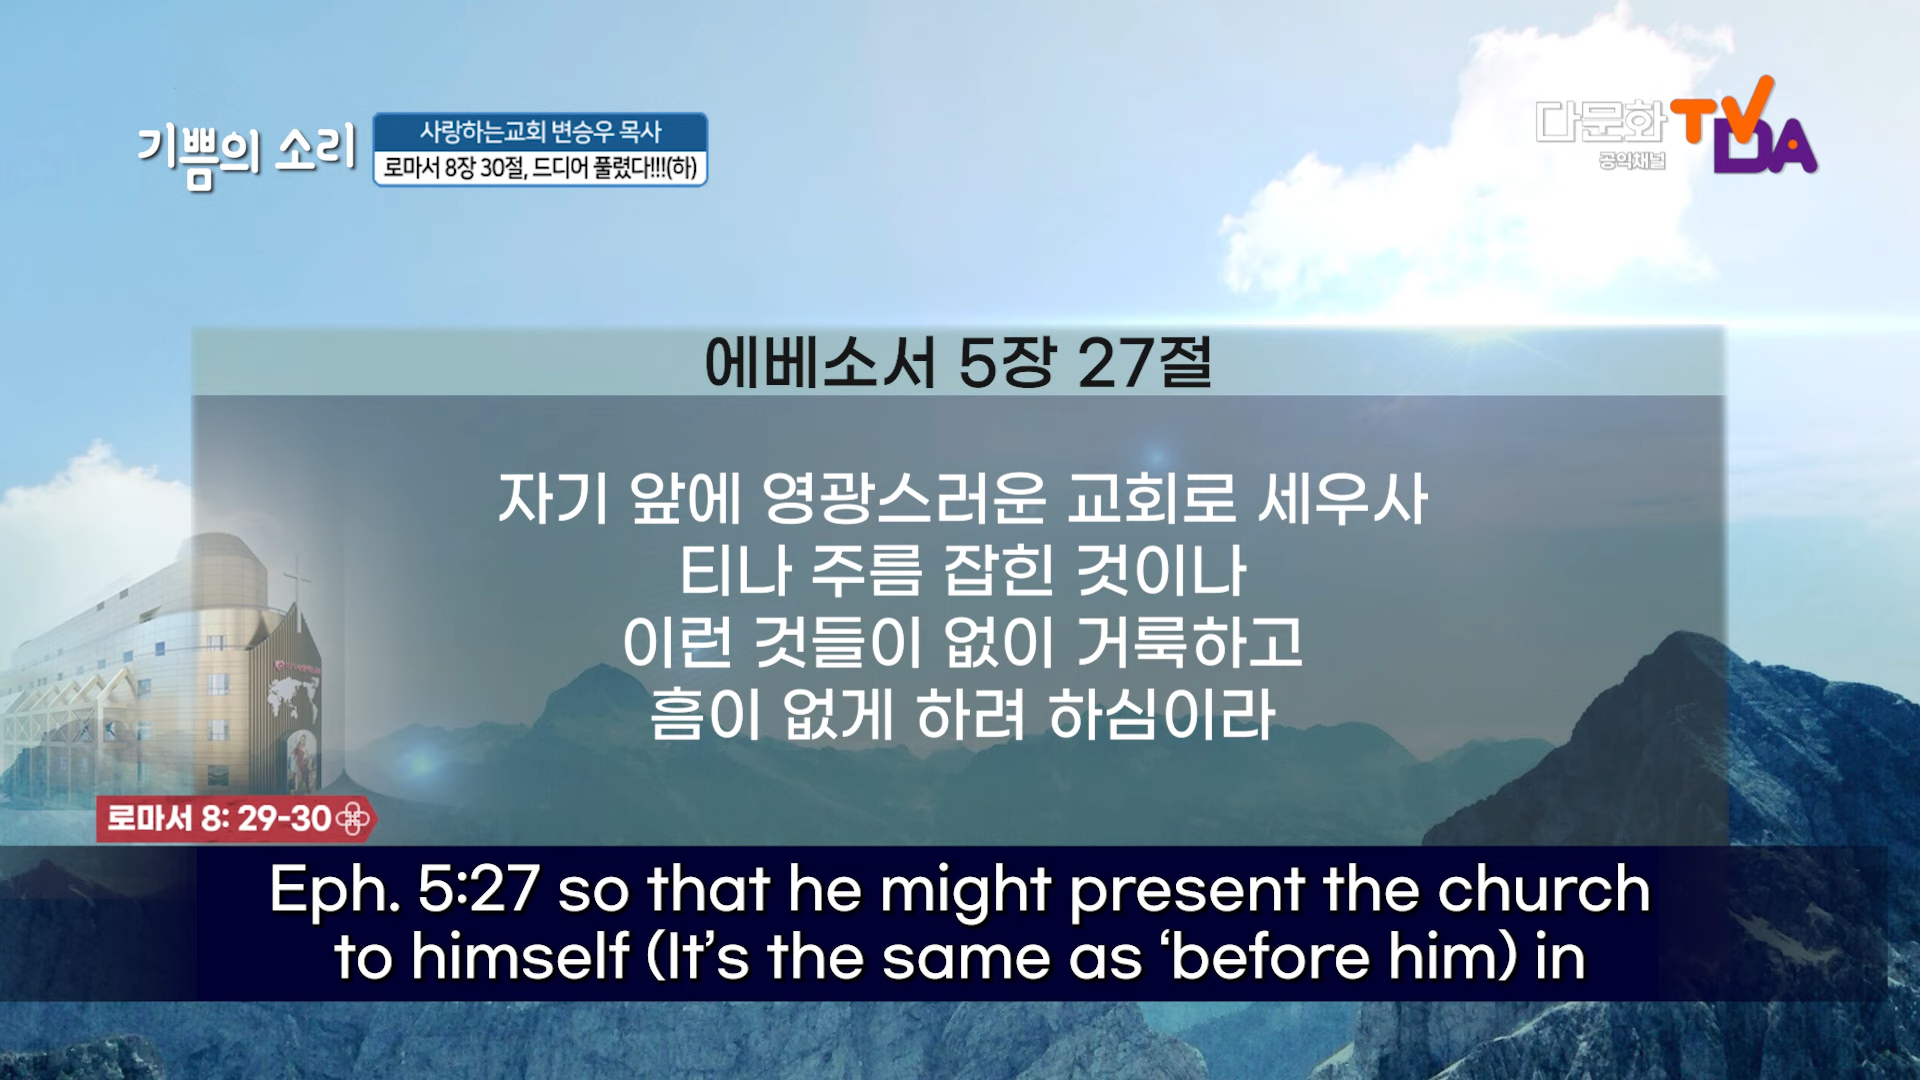 기쁨의 소리
사랑하는교회 변승우 목사
로마서 8장 30절, 드디어 풀렸다!!!(하)
다문화 TV
DA
공익채널
에베소서 5장 27절
자기 앞에 영광스러운 교회로 세우사
티나 주름 잡힌 것이나
이런 것들이 없이 거룩하고
흠이 없게 하려 하심이라
로마서 8: 29-30
Eph. 5:27 so that he might present the church
to himself (It’s the same as ‘before him) in